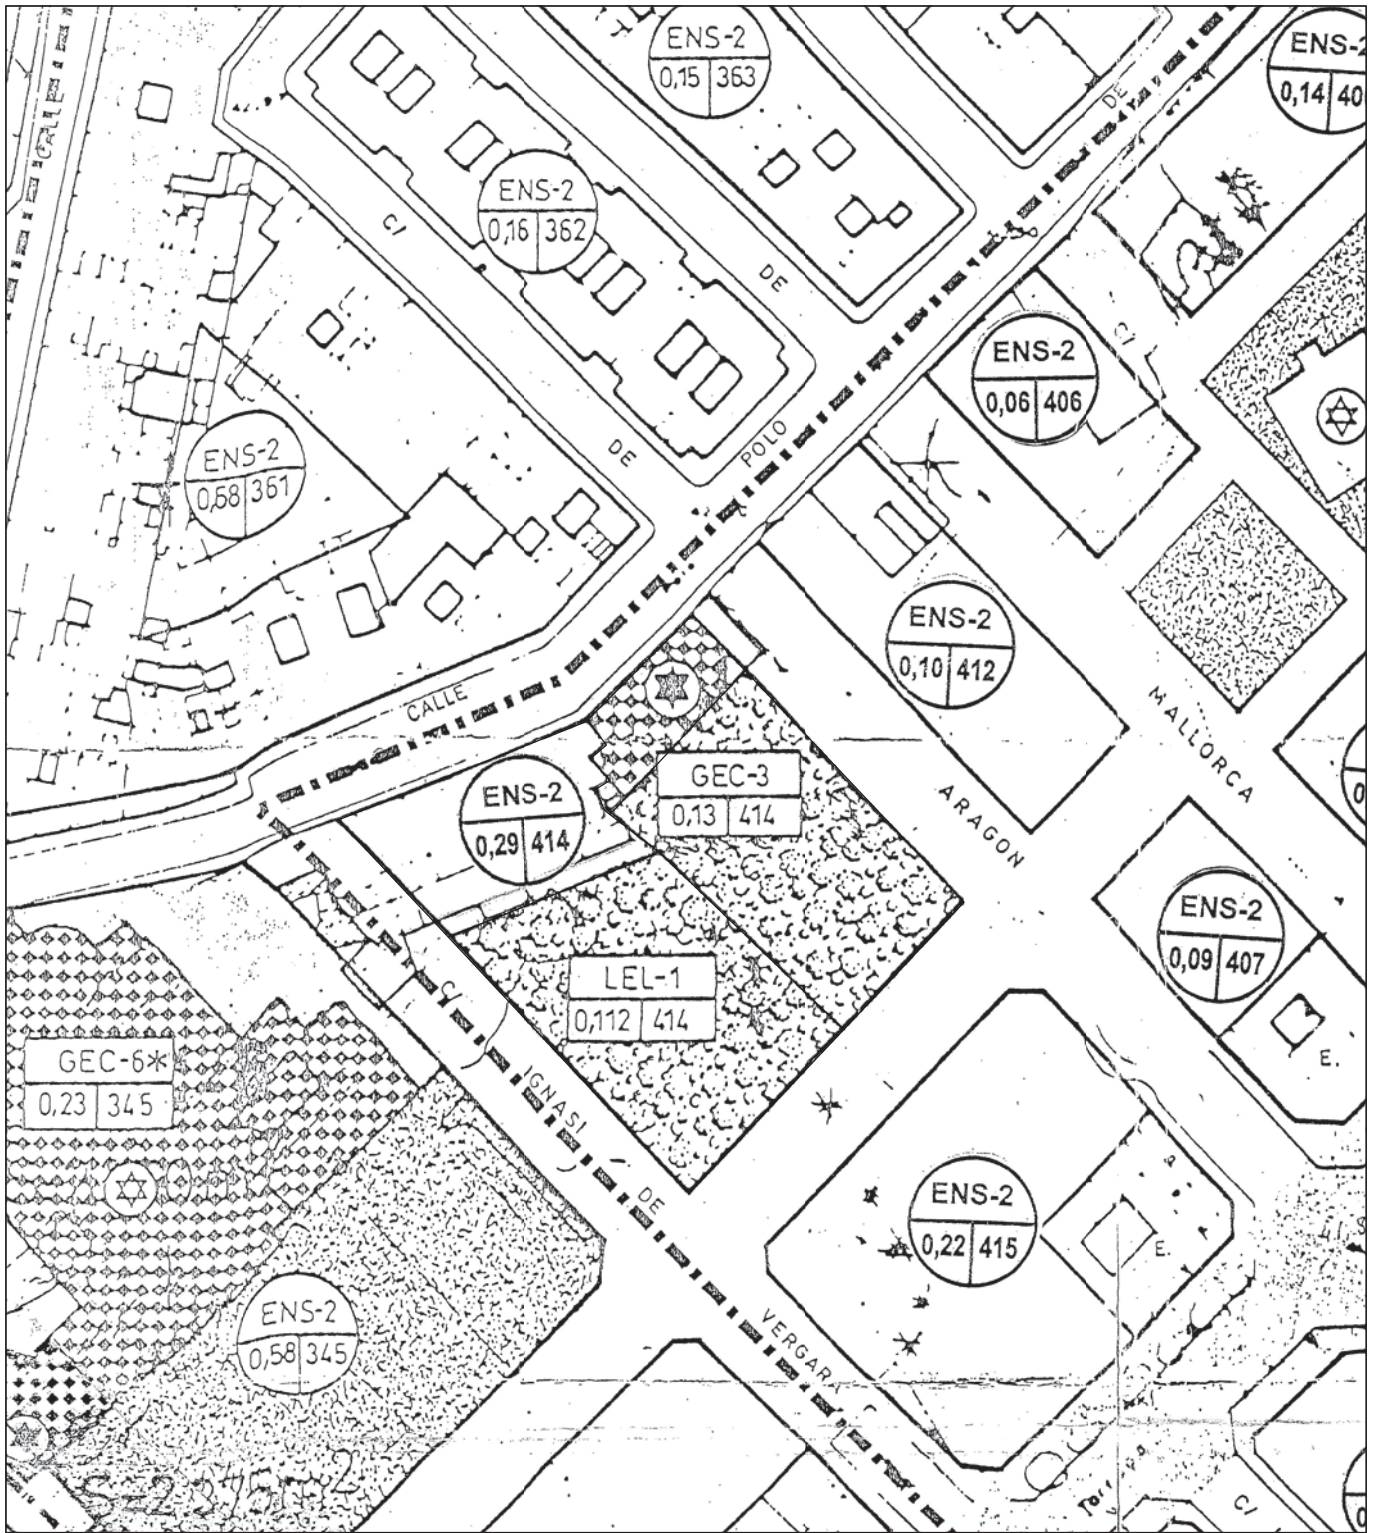 CALLE
ENS-2
0,15 363
ENS-2
0,14
DE
ENS-2
0,16 362
C/
DE
C/
ENS-2
0,06 406
ENS-2
0,68 361
DE
POLO
ENS-2
0,10 412
CALLE
MALLORCA
GEC-3
0,13 414
ENS-2
0,29 414
ARAGON
ENS-2
0,09 407
LEL-1
0,112 414
C/
IGNASI
DE
VERGARA
GEC-6*
0,23 345
E.
ENS-2
0,22 415
E.
ENS-2
0,58 345
C/